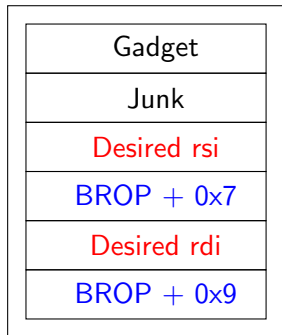 Gadget
Junk
Desired rsi
BROP + 0x7
Desired rdi
BROP + 0x9